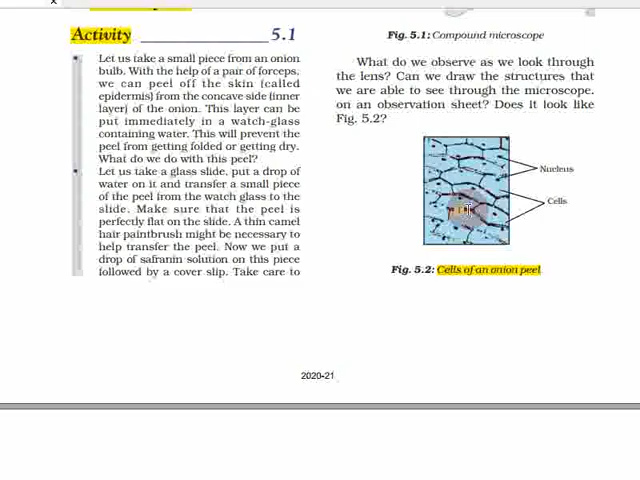 Activity ______________ 5.1
Let us take a small piece from an onion
bulb. With the help of a pair of forceps,
we can peel off the skin (called
epidermis) from the concave side (inner
layer) of the onion. This layer can be
put immediately in a watch-glass
containing water. This will prevent the
peel from getting folded or getting dry.
What do we do with this peel?
Let us take a glass slide, put a drop of
water on it and transfer a small piece
of the peel from the watch glass to the
slide. Make sure that the peel is
perfectly flat on the slide. A thin camel
hair paintbrush might be necessary to
help transfer the peel. Now we put a
drop of safranin solution on this piece
followed by a cover slip. Take care to
Fig. 5.1: Compound microscope
What do we observe as we look through
the lens? Can we draw the structures that
we are able to see through the microscope,
on an observation sheet? Does it look like
Fig. 5.2?
Nucleus
Cells
Fig. 5.2: Cells of an onion peel
2020-21